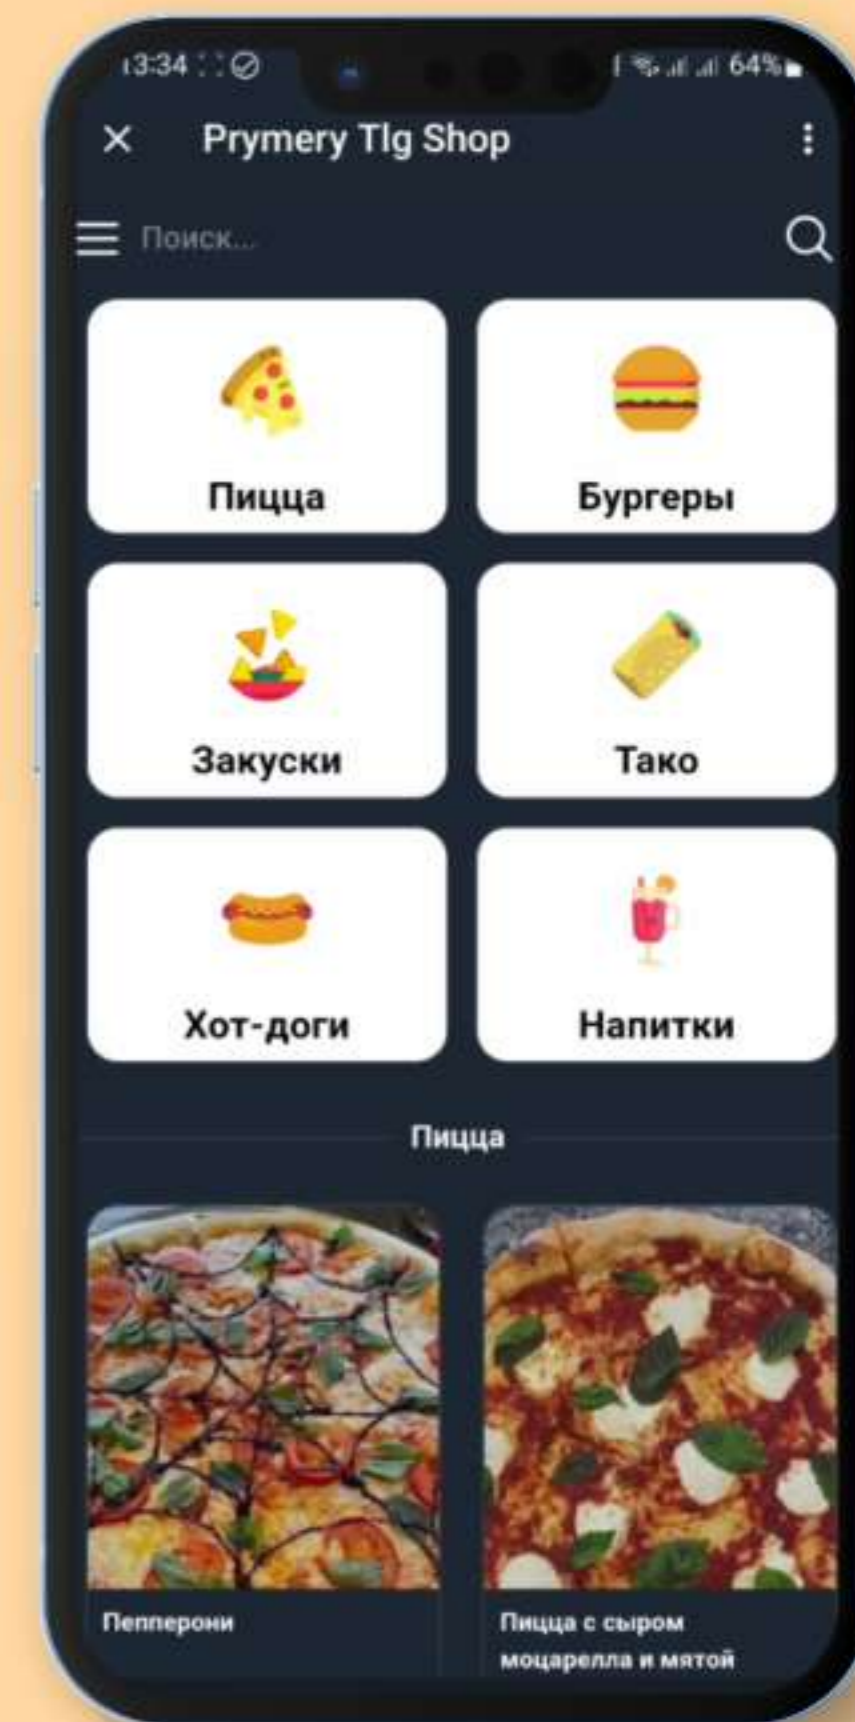 13:34
64%
Prymery Tlg Shop
Поиск...
Пицца
Бургеры
Закуски
Тако
Хот-доги
Напитки
Пицца
Пепперони
Пицца с сыром
моцарелла и мятой